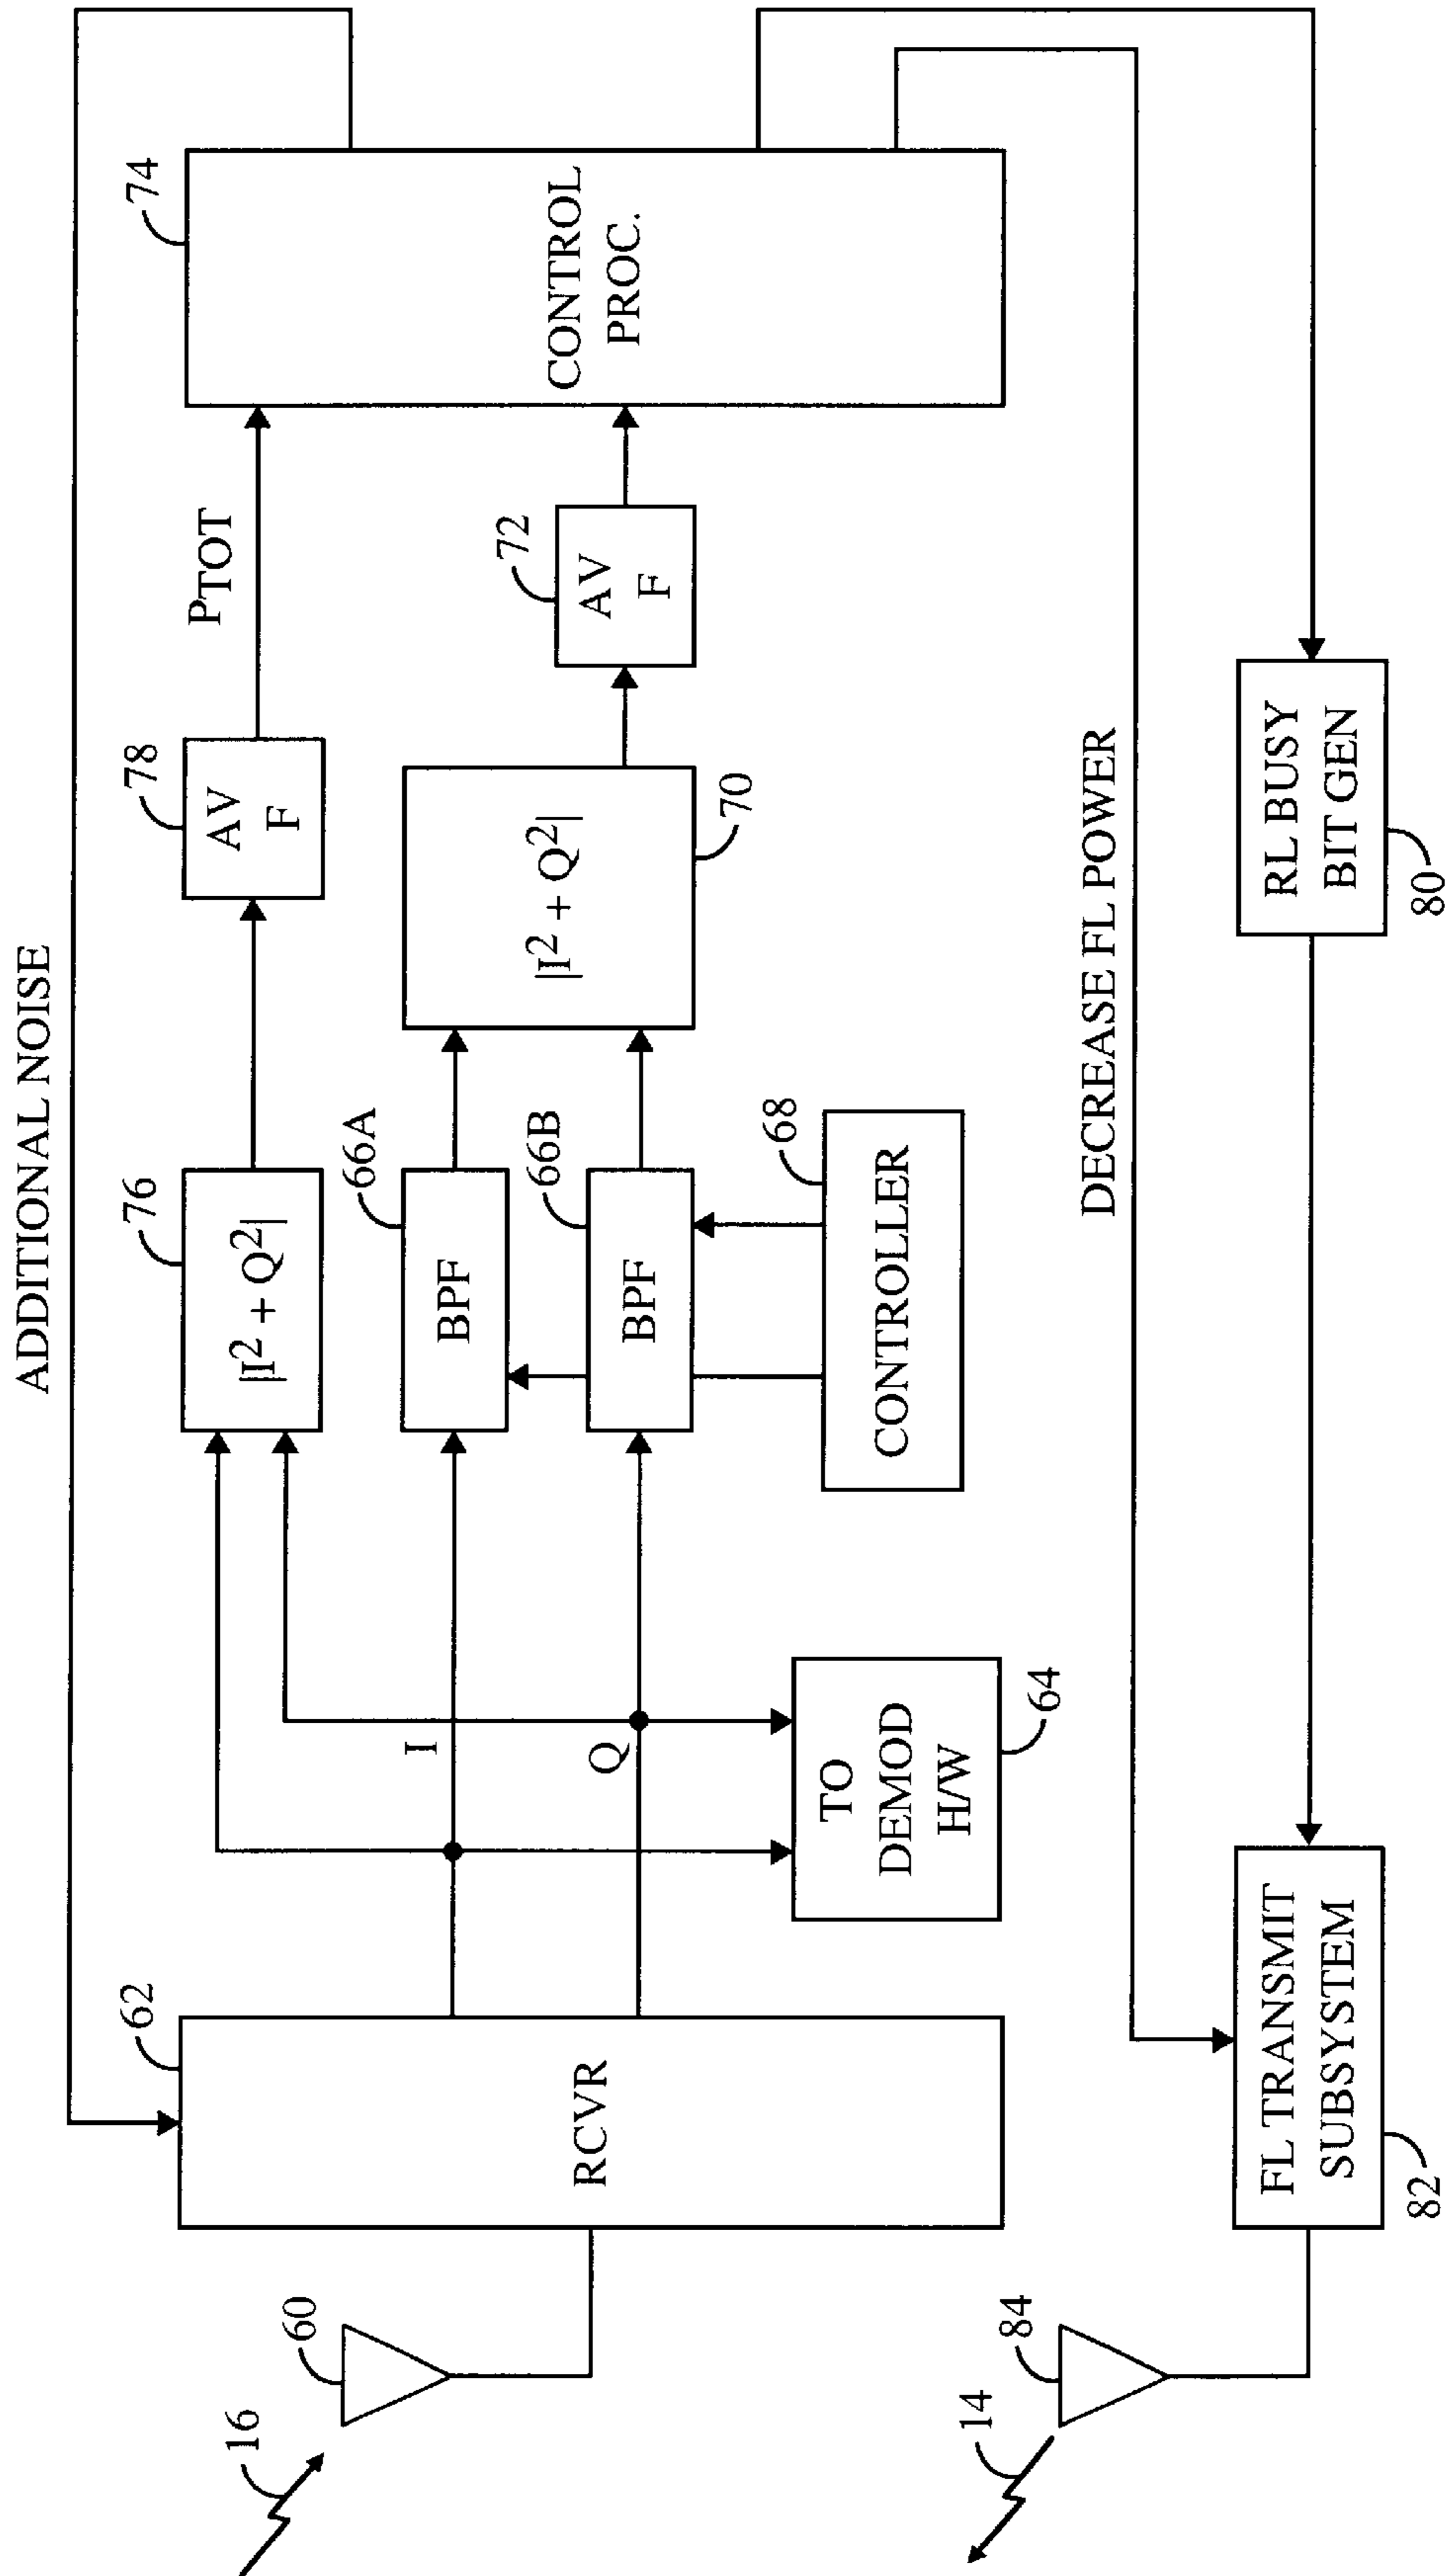 ADDITIONAL NOISE
62
76
78
74
|I² + Q²|
AV
F
PTOT
66A
BPF
I
16
60
RCVR
Q
66B
BPF
|I² + Q²|
70
72
AV
F
CONTROL
PROC.
TO
DEMOD
H/W
64
68
CONTROLLER
DECREASE FL POWER
14
84
FL TRANSMIT
SUBSYSTEM
82
RL BUSY
BIT GEN
80